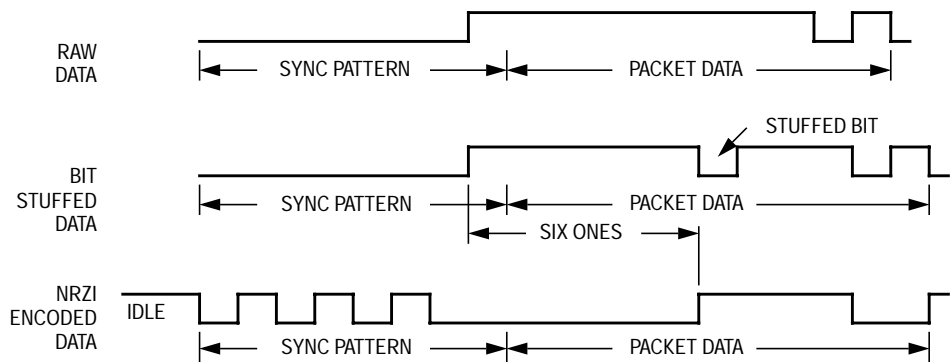 RAW
DATA
SYNC PATTERN
PACKET DATA
STUFFED BIT
BIT
STUFFED
DATA
SYNC PATTERN
PACKET DATA
SIX ONES
NRZI
ENCODED
DATA
IDLE
SYNC PATTERN
PACKET DATA